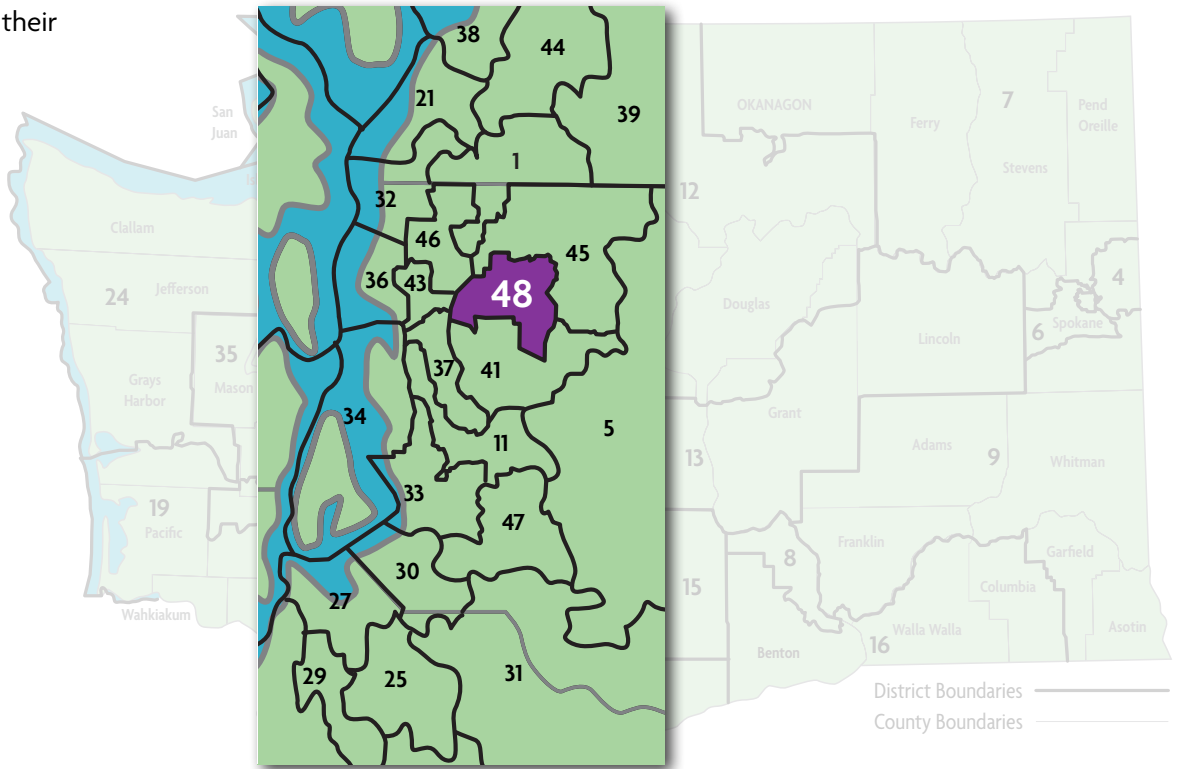 their
38
44
21
39
San
Juan
OKANAGON
7
Pend
Oreille
Ferry
1
Stevens
12
32
Clallam
46
45
36
43
48
24
Jefferson
Douglas
4
6
Spokane
35
Mason
37
41
Lincoln
Grays
Harbor
34
Grant
5
11
Adams
9
13
Whitman
33
19
Pacific
47
Franklin
8
Garfield
30
15
Columbia
27
Wahkiakum
Walla Walla
Asotin
16
Benton
29
25
31
District Boundaries
County Boundaries